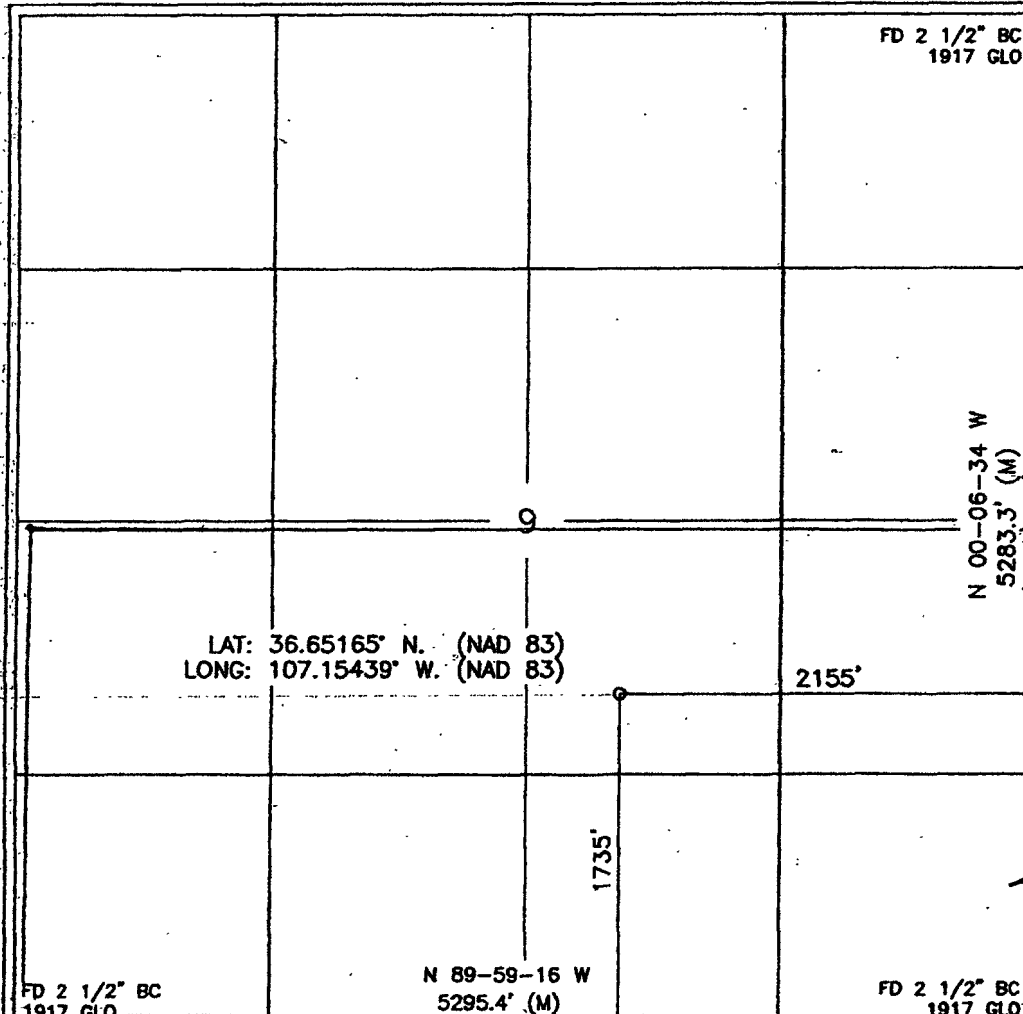 FD 2 1/2" BC
1917 GLO
N 00-06-34 W
5283.3' (M)
9
LAT: 36.65165° N. (NAD 83)
LONG: 107.15439° W. (NAD 83)
2155'
1735'
N 89-59-16 W
5295.4' (M)
FD 2 1/2" BC
1917 GLO
FD 2 1/2" BC
1917 GLO